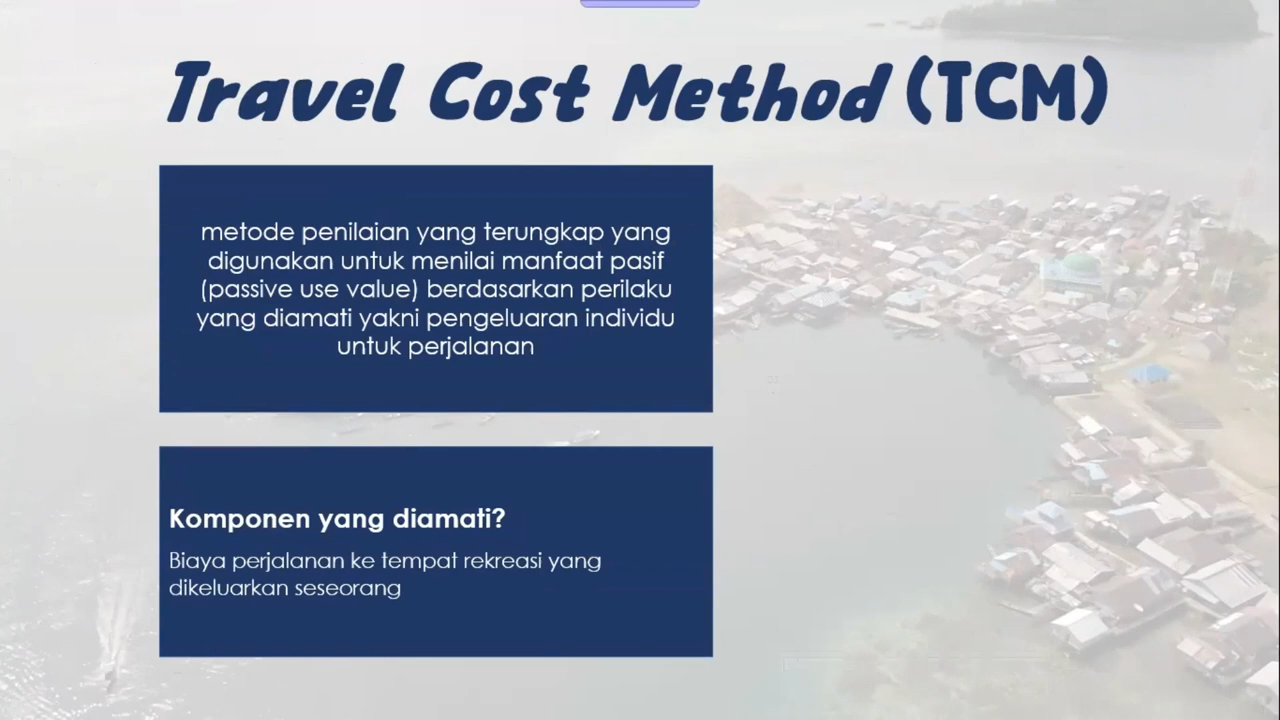 Travel Cost Method (TCM)
metode penilaian yang terungkap yang
digunakan untuk menilai manfaat pasif
(passive use value) berdasarkan perilaku
yang diamati yakni pengeluaran individu
untuk perjalanan
Komponen yang diamati?
Biaya perjalanan ke tempat rekreasi yang
dikeluarkan seseorang